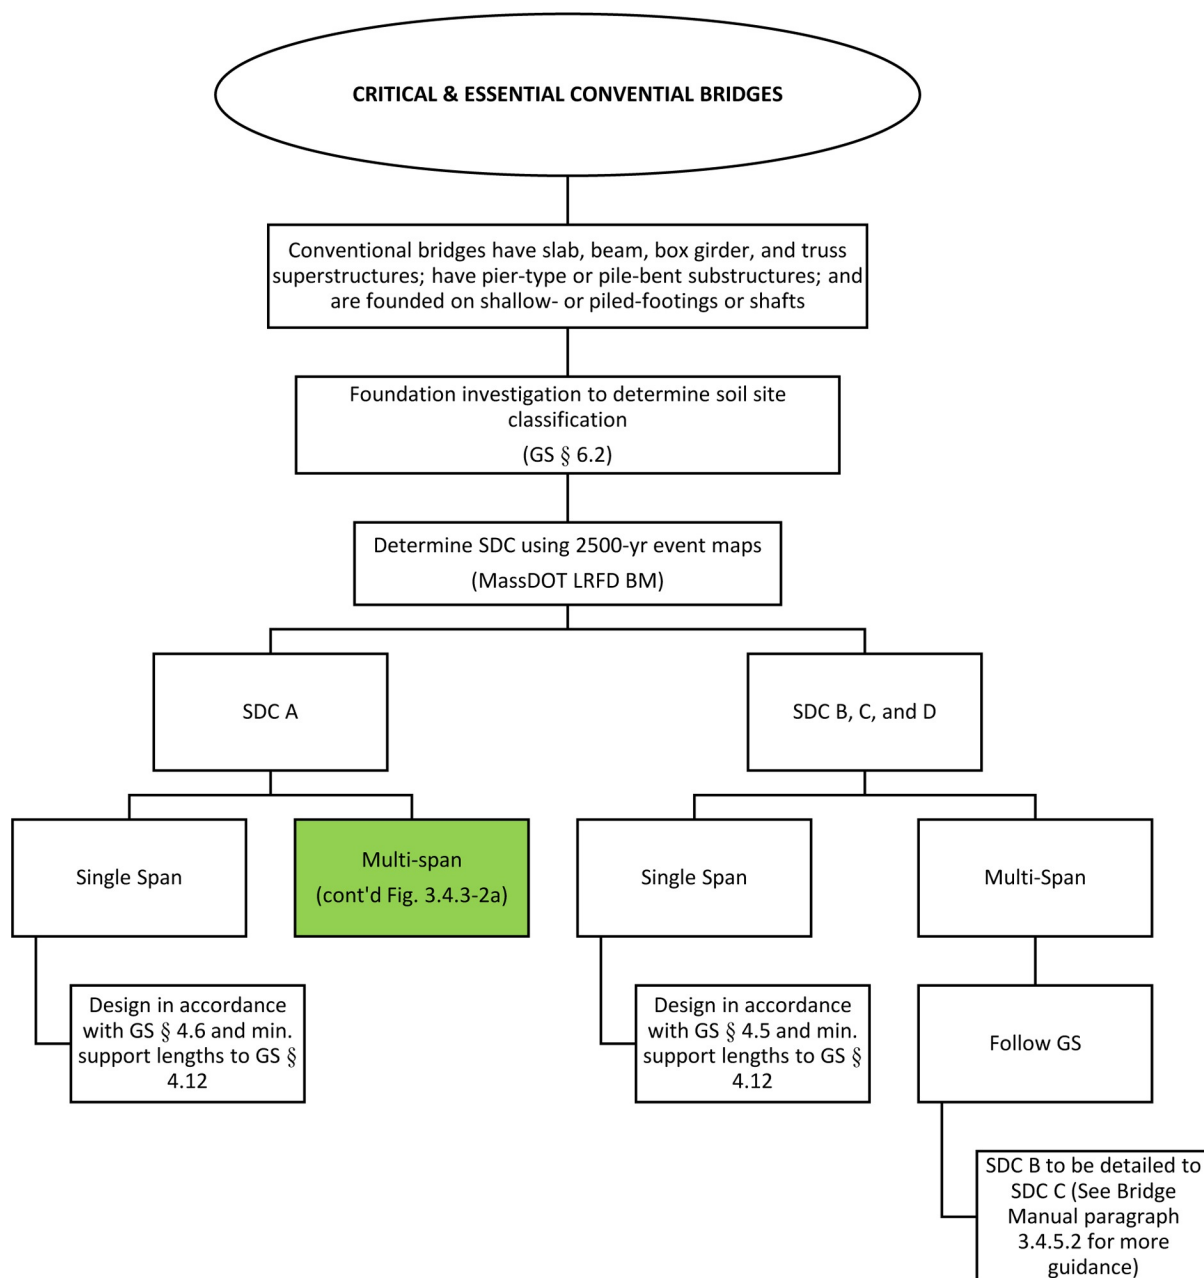 CRITICAL & ESSENTIAL CONVENTIAL BRIDGES
Conventional bridges have slab, beam, box girder, and truss
superstructures; have pier-type or pile-bent substructures; and
are founded on shallow- or piled-footings or shafts
Foundation investigation to determine soil site
classification
(GS § 6.2)
Determine SDC using 2500-yr event maps
(MassDOT LRFD BM)
SDC A
SDC B, C, and D
Single Span
Multi-span
(cont'd Fig. 3.4.3-2a)
Single Span
Multi-Span
Design in accordance
with GS § 4.6 and min.
support lengths to GS §
4.12
Design in accordance
with GS § 4.5 and min.
support lengths to GS §
4.12
Follow GS
SDC B to be detailed to
SDC C (See Bridge
Manual paragraph
3.4.5.2 for more
guidance)